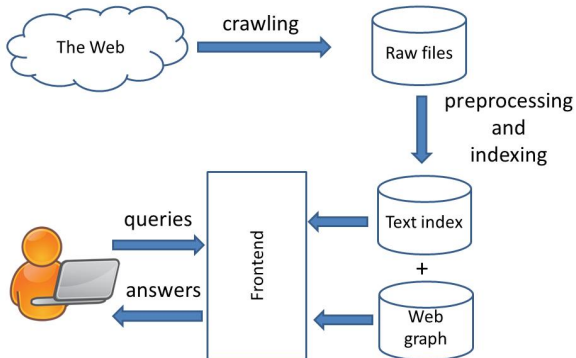 The Web
crawling
Raw files
preprocessing
and
indexing
queries
answers
Frontend
Text index
+
Web
graph